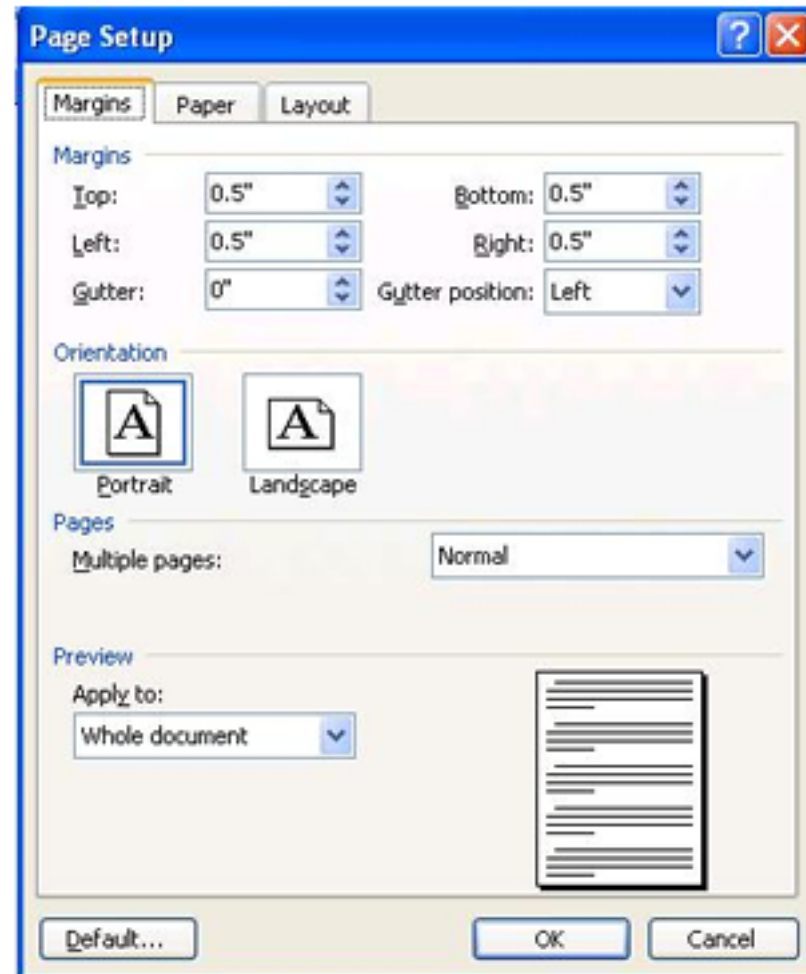 Page Setup
Margins Paper Layout
Margins
Top: 0.5" Bottom: 0.5"
Left: 0.5" Right: 0.5"
Gutter: 0" Gutter position: Left
Orientation
A A
Portrait Landscape
Pages
Multiple pages: Normal
Preview
Apply to:
Whole document
Default... OK Cancel